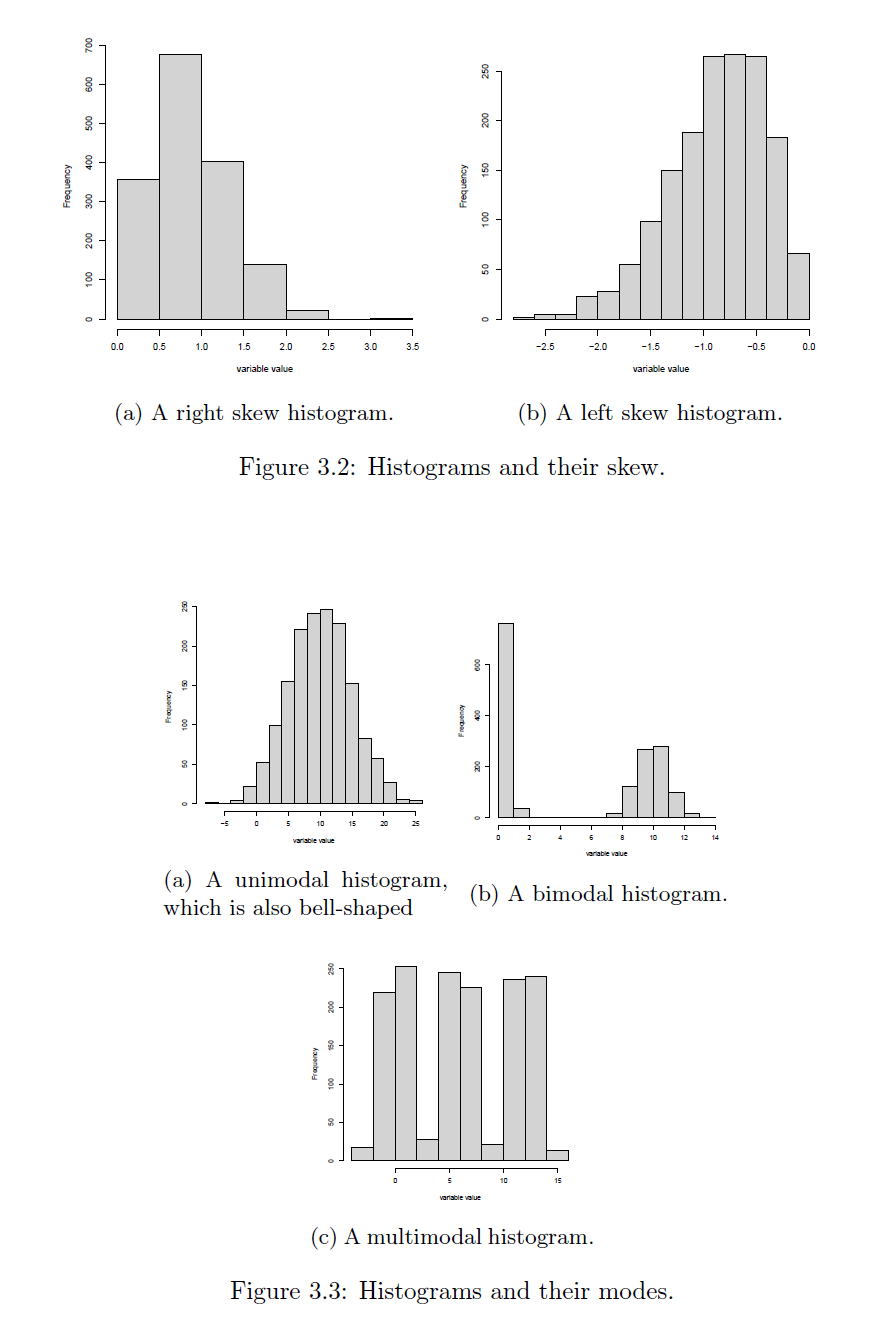 Frequency
0 100 200 300 400 500 600 700
0.0 0.5 1.0 1.5 2.0 2.5 3.0 3.5
variable value
(a) A right skew histogram.
Frequency
0 50 100 150 200 250
−2.5 −2.0 −1.5 −1.0 −0.5 0.0
variable value
(b) A left skew histogram.
Figure 3.2: Histograms and their skew.
Frequency
0 50 100 150 200 250
−5 0 5 10 15 20 25
variable value
(a) A unimodal histogram,
which is also bell-shaped
Frequency
0 200 400 600
0 2 4 6 8 10 12 14
variable value
(b) A bimodal histogram.
Frequency
0 50 100 150 200 250
0 5 10 15
variable value
(c) A multimodal histogram.
Figure 3.3: Histograms and their modes.